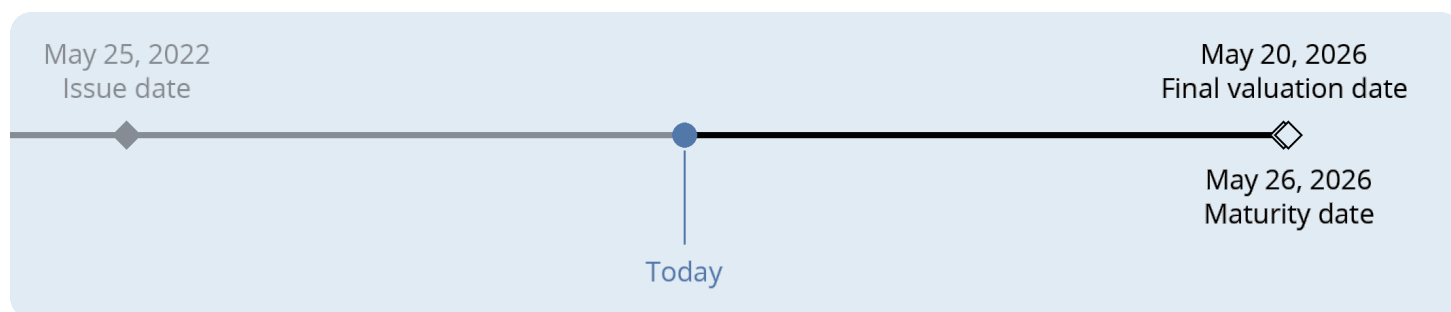 May 25, 2022
Issue date
May 20, 2026
Final valuation date
May 26, 2026
Maturity date
Today